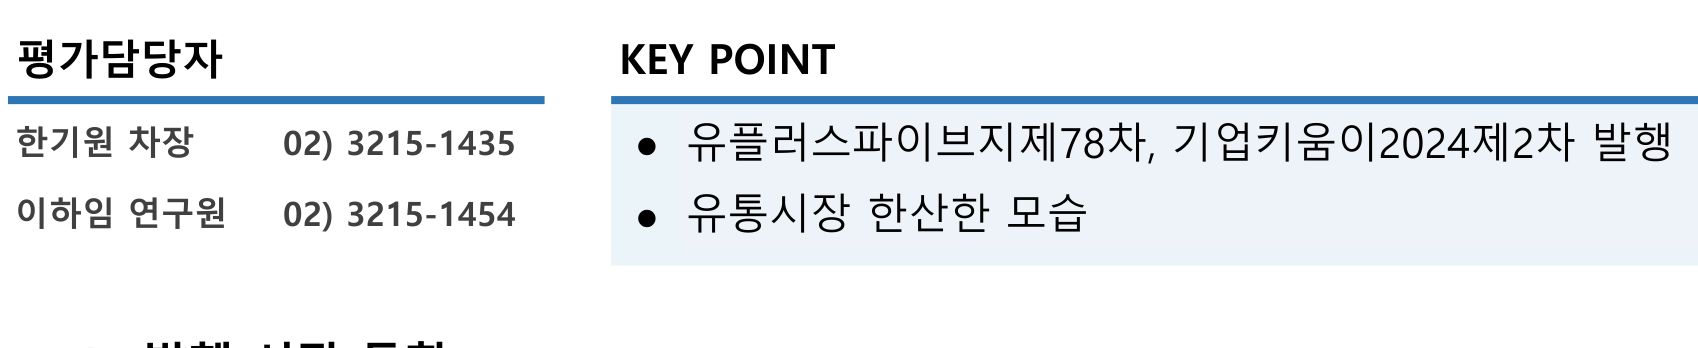 평가담당자
한기원 차장 02) 3215-1435
이하임 연구원 02) 3215-1454
KEY POINT
● 유플러스파이브지제78차, 기업키움이2024제2차 발행
● 유통시장 한산한 모습